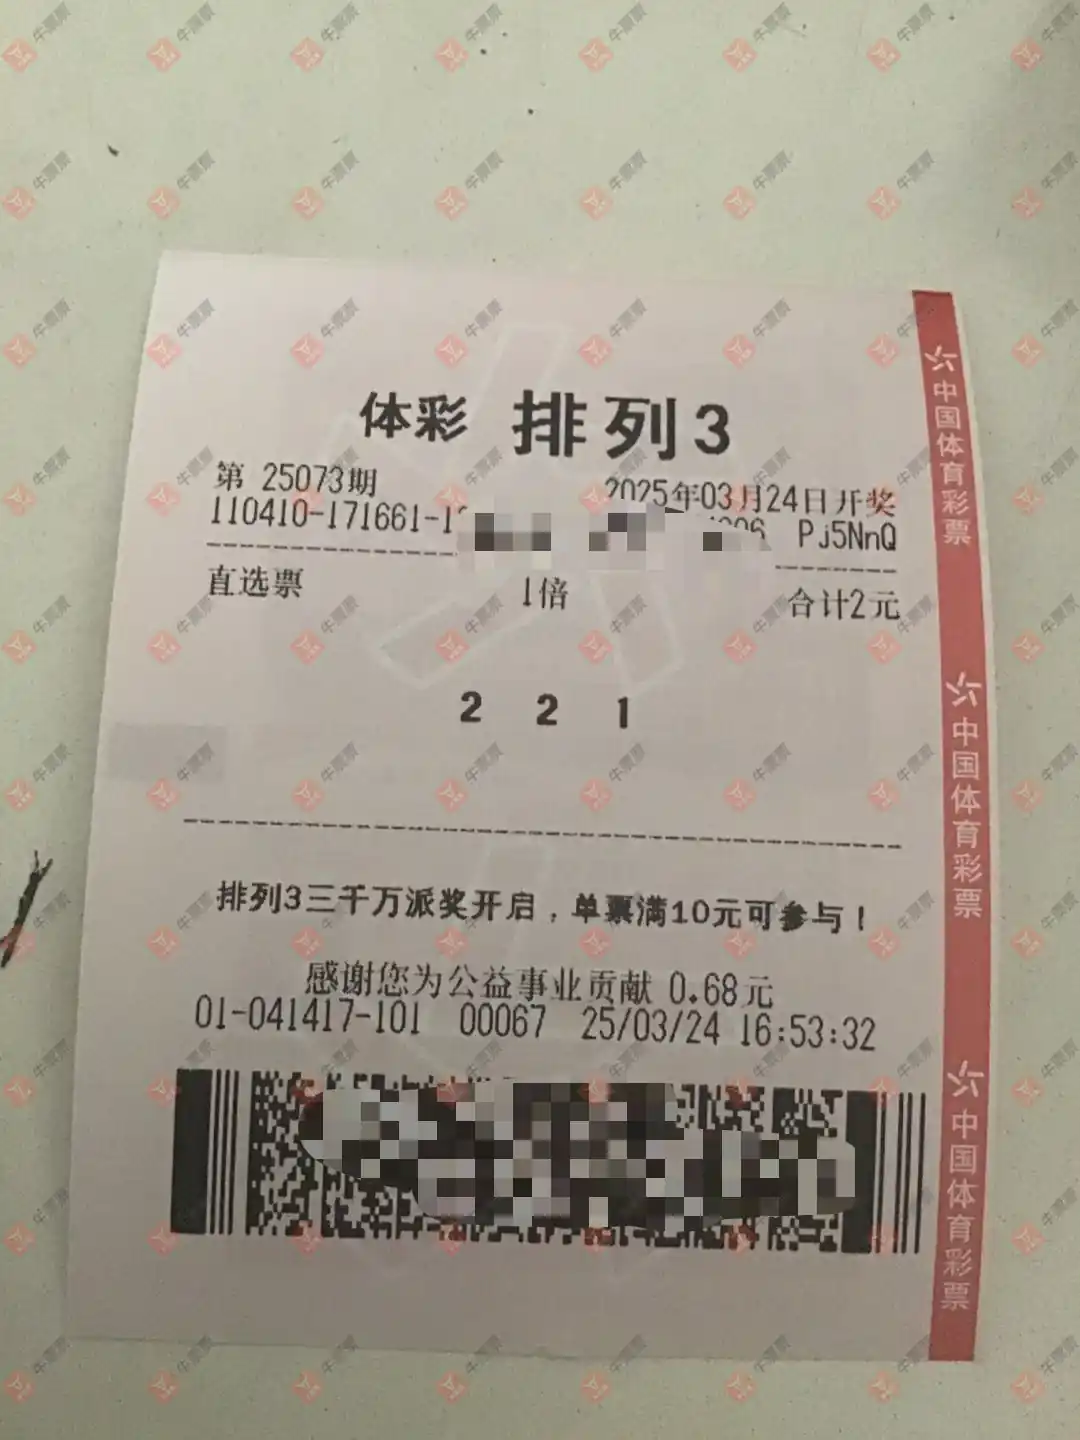 体彩 排列3
第 25073期 2025年03月24日开奖
110410-171661-1 Pj5NnQ
直选票 1倍 合计2元
2 2 1
排列3三千万派奖开启，单票满10元可参与！
感谢您为公益事业贡献 0.68元
01-041417-101 00067 25/03/24 16:53:32
中国体育彩票
中国体育彩票
中国体育彩票
牛票票